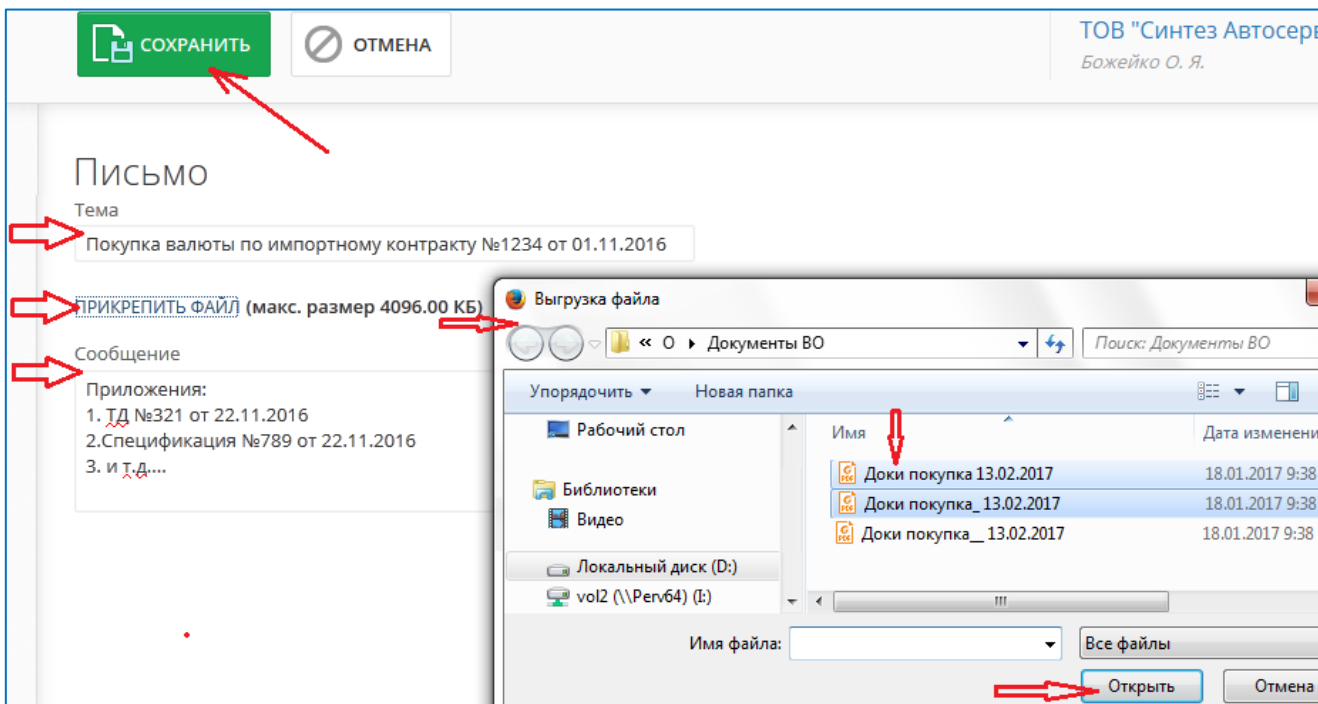 СОХРАНИТЬ ОТМЕНА
ТОВ "Синтез Автосерв
Божейко О. Я.
Письмо
Тема
Покупка валюты по импортному контракту №1234 от 01.11.2016
ПРИКРЕПИТЬ ФАЙЛ (макс. размер 4096.00 КБ)
Сообщение
Приложения:
1. ТД №321 от 22.11.2016
2.Спецификация №789 от 22.11.2016
3. и т.д....
Выгрузка файла
« О Документы ВО
Поиск: Документы ВО
Упорядочить Новая папка
Рабочий стол
Библиотеки
Видео
Локальный диск (D:)
vol2 (\\Perv64) (I:)
Имя Дата изменени
Доки покупка 13.02.2017 18.01.2017 9:38
Доки покупка_ 13.02.2017 18.01.2017 9:38
Доки покупка__ 13.02.2017 18.01.2017 9:38
Имя файла: Все файлы
Открыть Отмена